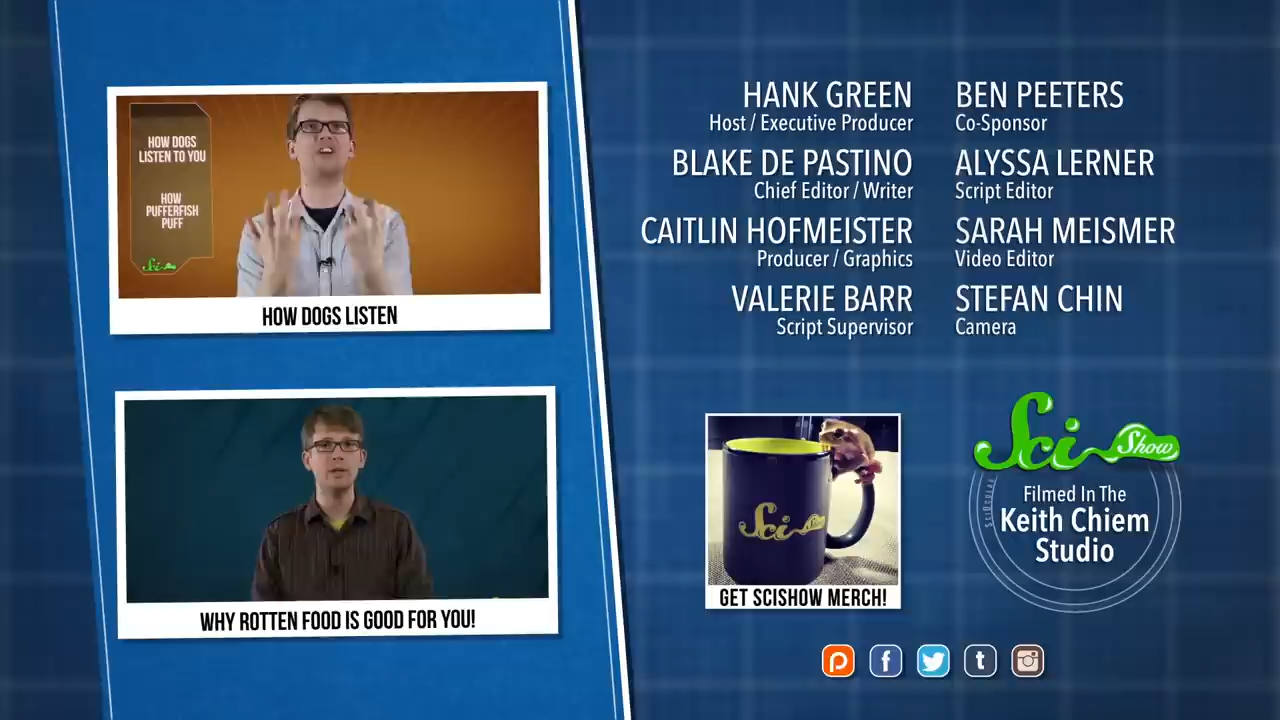 HOW DOGS
LISTEN TO YOU
HOW
PUFFERFISH
PUFF
Sci
HOW DOGS LISTEN
WHY ROTTEN FOOD IS GOOD FOR YOU!
HANK GREEN
Host / Executive Producer
BLAKE DE PASTINO
Chief Editor / Writer
CAITLIN HOFMEISTER
Producer / Graphics
VALERIE BARR
Script Supervisor
BEN PEETERS
Co-Sponsor
ALYSSA LERNER
Script Editor
SARAH MEISMER
Video Editor
STEFAN CHIN
Camera
Sci Show
GET SCISHOW MERCH!
Sci Show
Filmed In The
Keith Chiem
Studio